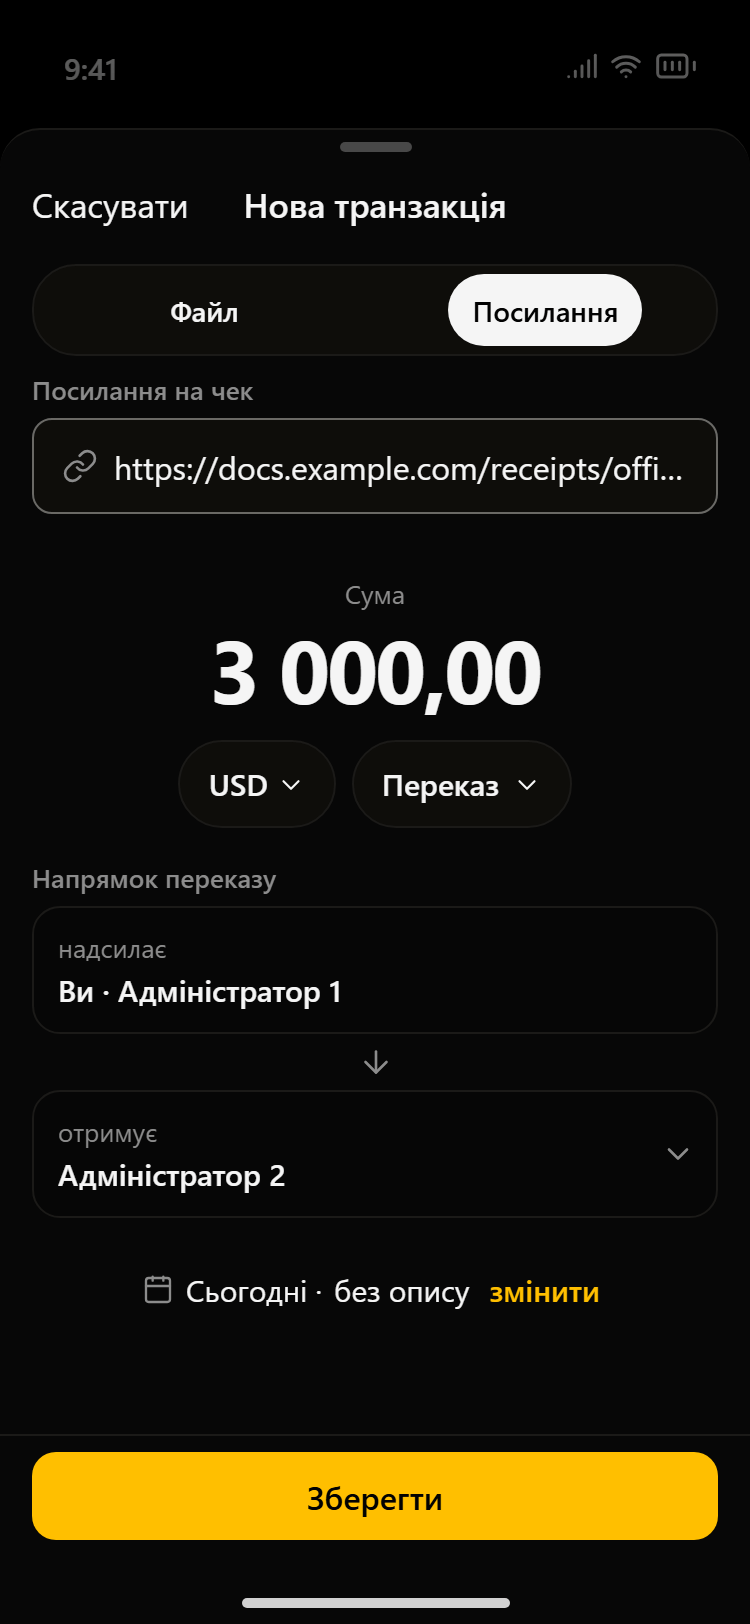 9:41
Скасувати Нова транзакція
Файл Посилання
Посилання на чек
https://docs.example.com/receipts/offi...
Сума
3 000,00
USD Переказ
Напрямок переказу
надсилає
Ви · Адміністратор 1
отримує
Адміністратор 2
Сьогодні · без опису змінити
Зберегти